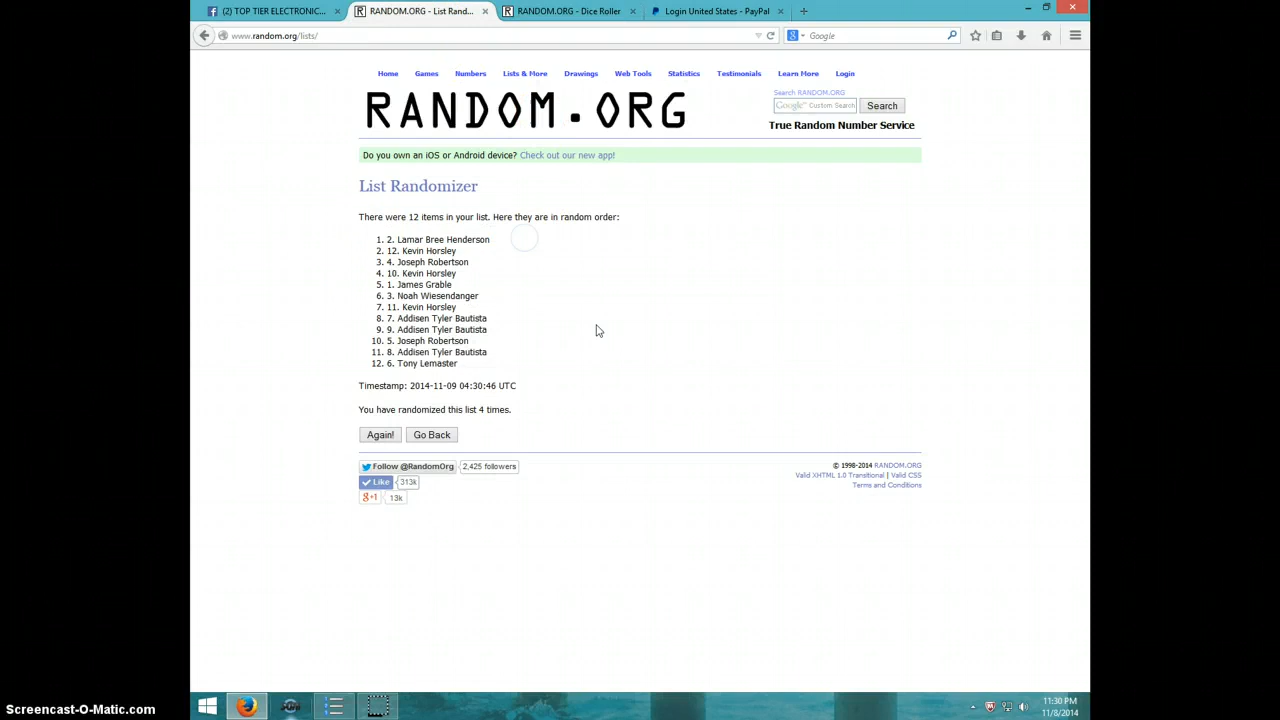 (2) TOP TIER ELECTRONIC...
RANDOM.ORG - List Rand...
RANDOM.ORG - Dice Roller
Login United States - PayPal
www.random.org/lists/
Google
Home Games Numbers Lists & More Drawings Web Tools Statistics Testimonials Learn More Login
RANDOM.ORG
Search RANDOM.ORG
Google™ Custom Search
Search
True Random Number Service
Do you own an iOS or Android device? Check out our new app!
List Randomizer
There were 12 items in your list. Here they are in random order:
1. 2. Lamar Bree Henderson
2. 12. Kevin Horsley
3. 4. Joseph Robertson
4. 10. Kevin Horsley
5. 1. James Grable
6. 3. Noah Wiesendanger
7. 11. Kevin Horsley
8. 7. Addisen Tyler Bautista
9. 9. Addisen Tyler Bautista
10. 5. Joseph Robertson
11. 8. Addisen Tyler Bautista
12. 6. Tony Lemaster
Timestamp: 2014-11-09 04:30:46 UTC
You have randomized this list 4 times.
Again! Go Back
Follow @RandomOrg 2,425 followers
Like 313k
g+1 13k
© 1998-2014 RANDOM.ORG
Valid XHTML 1.0 Transitional | Valid CSS
Terms and Conditions
11:30 PM
11/8/2014
Screencast-O-Matic.com